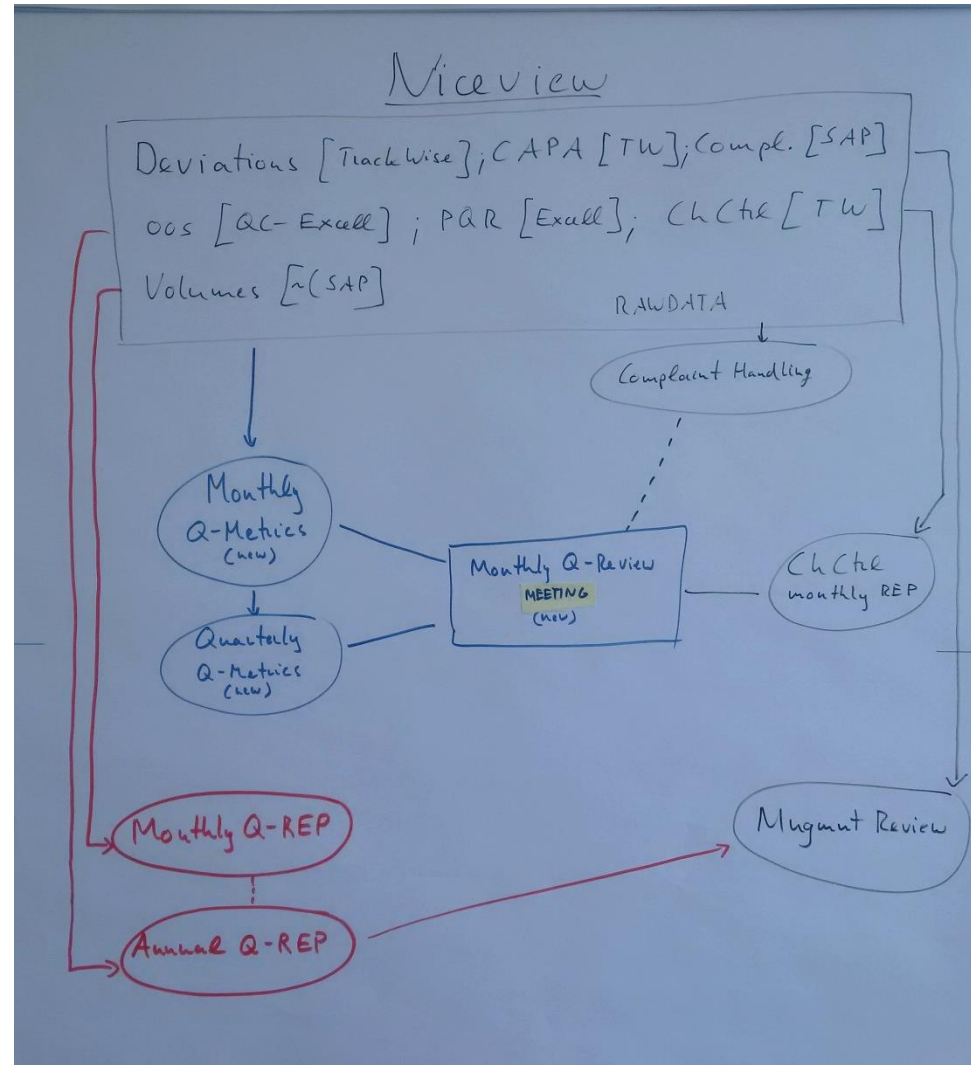 Niceview
Deviations [TrackWise]; CAPA [TW]; Compl. [SAP]
OOS [QC-Excell]; PQR [Excell]; ChCtrl [TW]
Volumes [~(SAP]
RAWDATA
Complaint Handling
Monthly
Q-Metrics
(new)
Monthly Q-Review
MEETING
(new)
ChCtrl
monthly REP
Quarterly
Q-Metrics
(new)
Monthly Q-REP
Mngmnt Review
Annual Q-REP